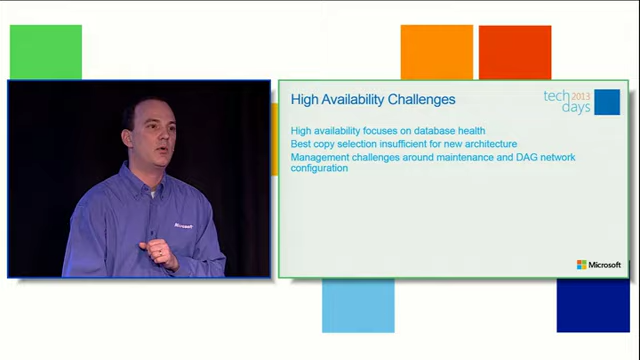 High Availability Challenges
tech 2013
days
High availability focuses on database health
Best copy selection insufficient for new architecture
Management challenges around maintenance and DAG network
configuration
Microsoft
Microsoft